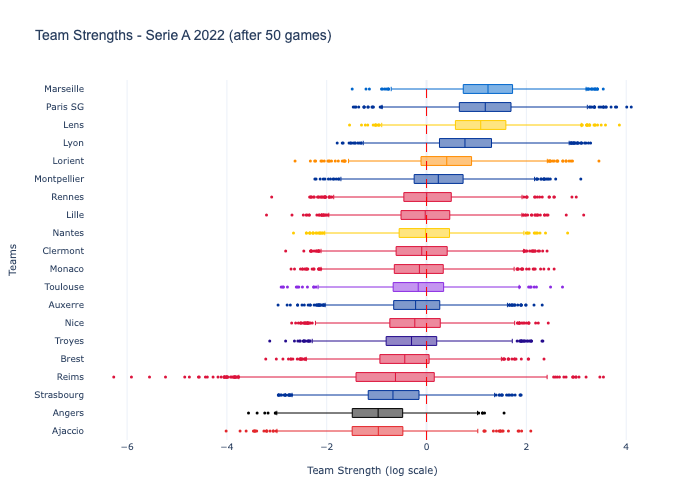 Team Strengths - Serie A 2022 (after 50 games)
Marseille
Paris SG
Lens
Lyon
Lorient
Montpellier
Rennes
Lille
Nantes
Clermont
Monaco
Toulouse
Auxerre
Nice
Troyes
Brest
Reims
Strasbourg
Angers
Ajaccio
Teams
−6 −4 −2 0 2 4
Team Strength (log scale)